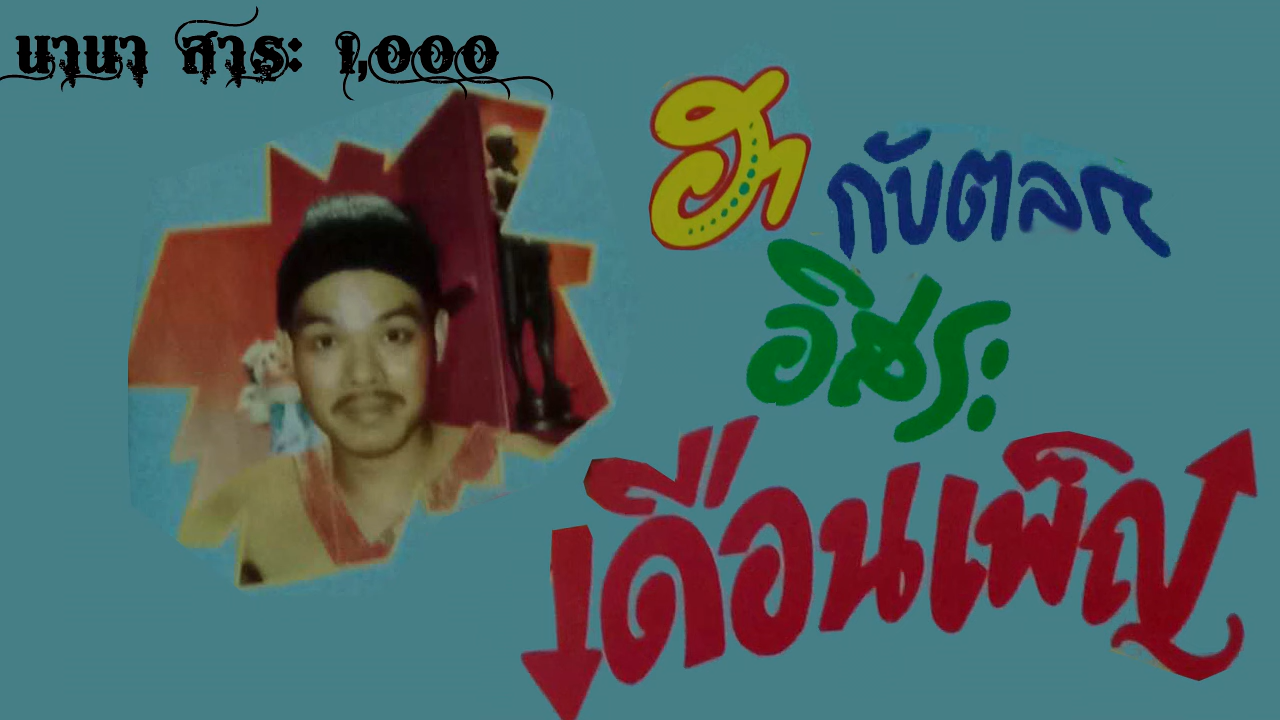 นานา สาระ 1,000
ฮา กับตลก
อิสระ
เดือนเพ็ญ